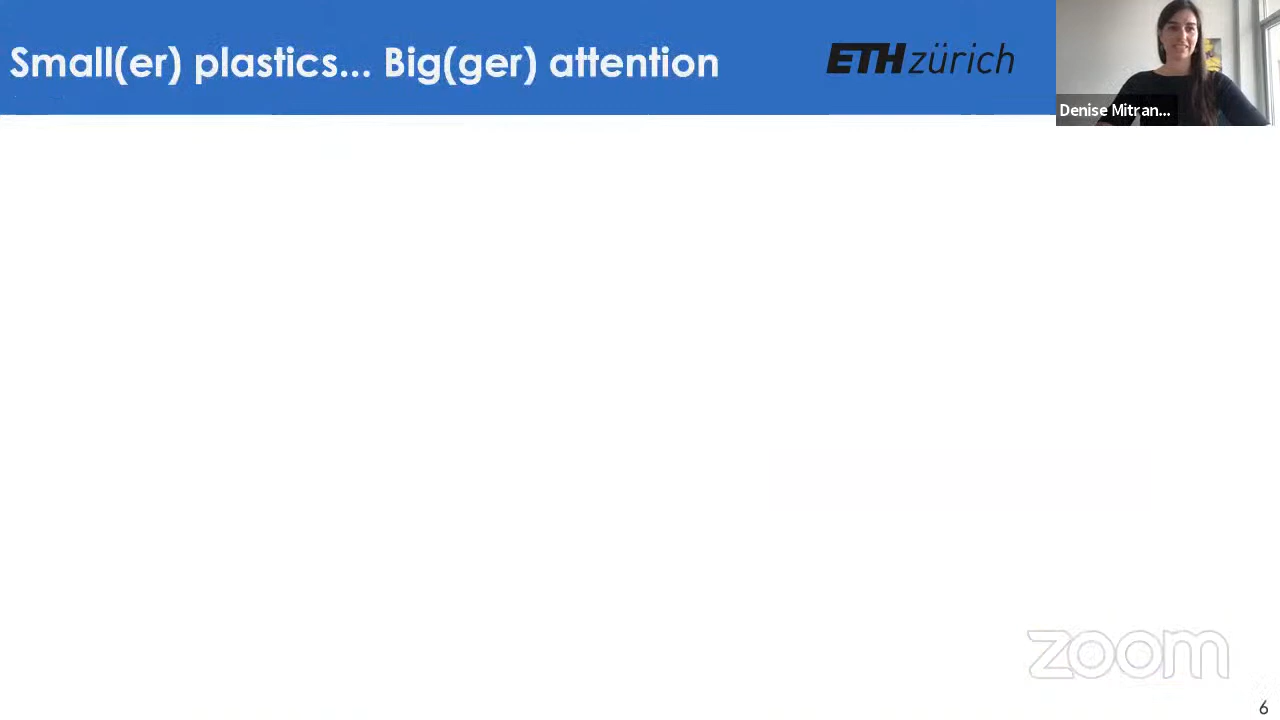 Small(er) plastics... Big(ger) attention
ETH zürich
Denise Mitran...
zoom
6